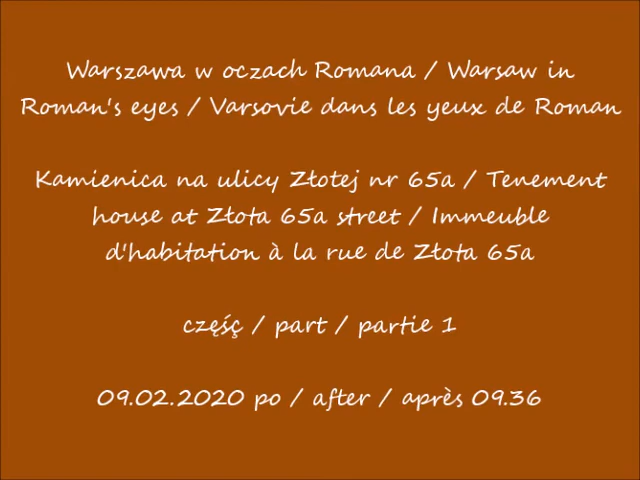 Warszawa w oczach Romana / Warsaw in
Roman's eyes / Varsovie dans les yeux de Roman
Kamienica na ulicy Złotej nr 65a / Tenement
house at Złota 65a street / Immeuble
d'habitation à la rue de Złota 65a
częśç / part / partie 1
09.02.2020 po / after / après 09.36